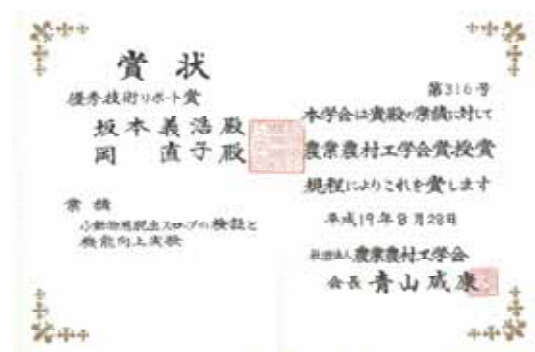 賞状
優秀技術リポート賞
坂本義浩殿
岡 直子殿
業績
小動物用脱出スロープの検証と
機能向上実験
第316号
本学会は貴殿の業績に対して
農業農村工学会賞授賞
規程によりこれを賞します
平成19年8月28日
社団法人農業農村工学会
会長 青山咸康